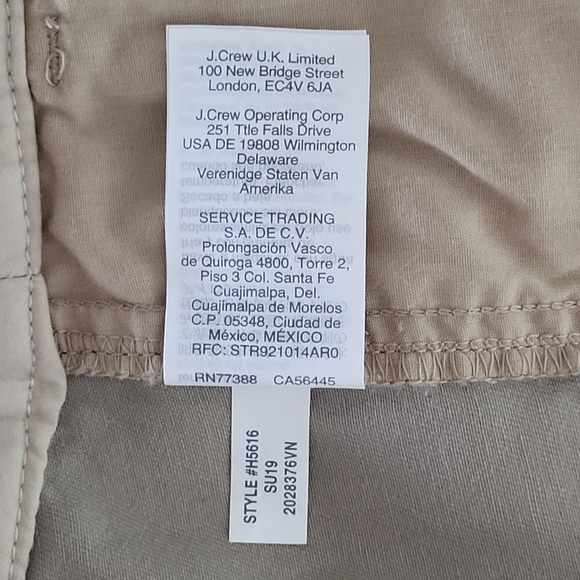 J.Crew U.K. Limited
100 New Bridge Street
London, EC4V 6JA
J.Crew Operating Corp
251 Ttle Falls Drive
USA DE 19808 Wilmington
Delaware
Verenidge Staten Van
Amerika
SERVICE TRADING
S.A. DE C.V.
Prolongación Vasco
de Quiroga 4800, Torre 2,
Piso 3 Col. Santa Fe
Cuajimalpa, Del.
Cuajimalpa de Morelos
C.P. 05348, Ciudad de
México, MÉXICO
RFC: STR921014AR0
RN77388 CA56445
STYLE #H5616
SU19
2028376VN